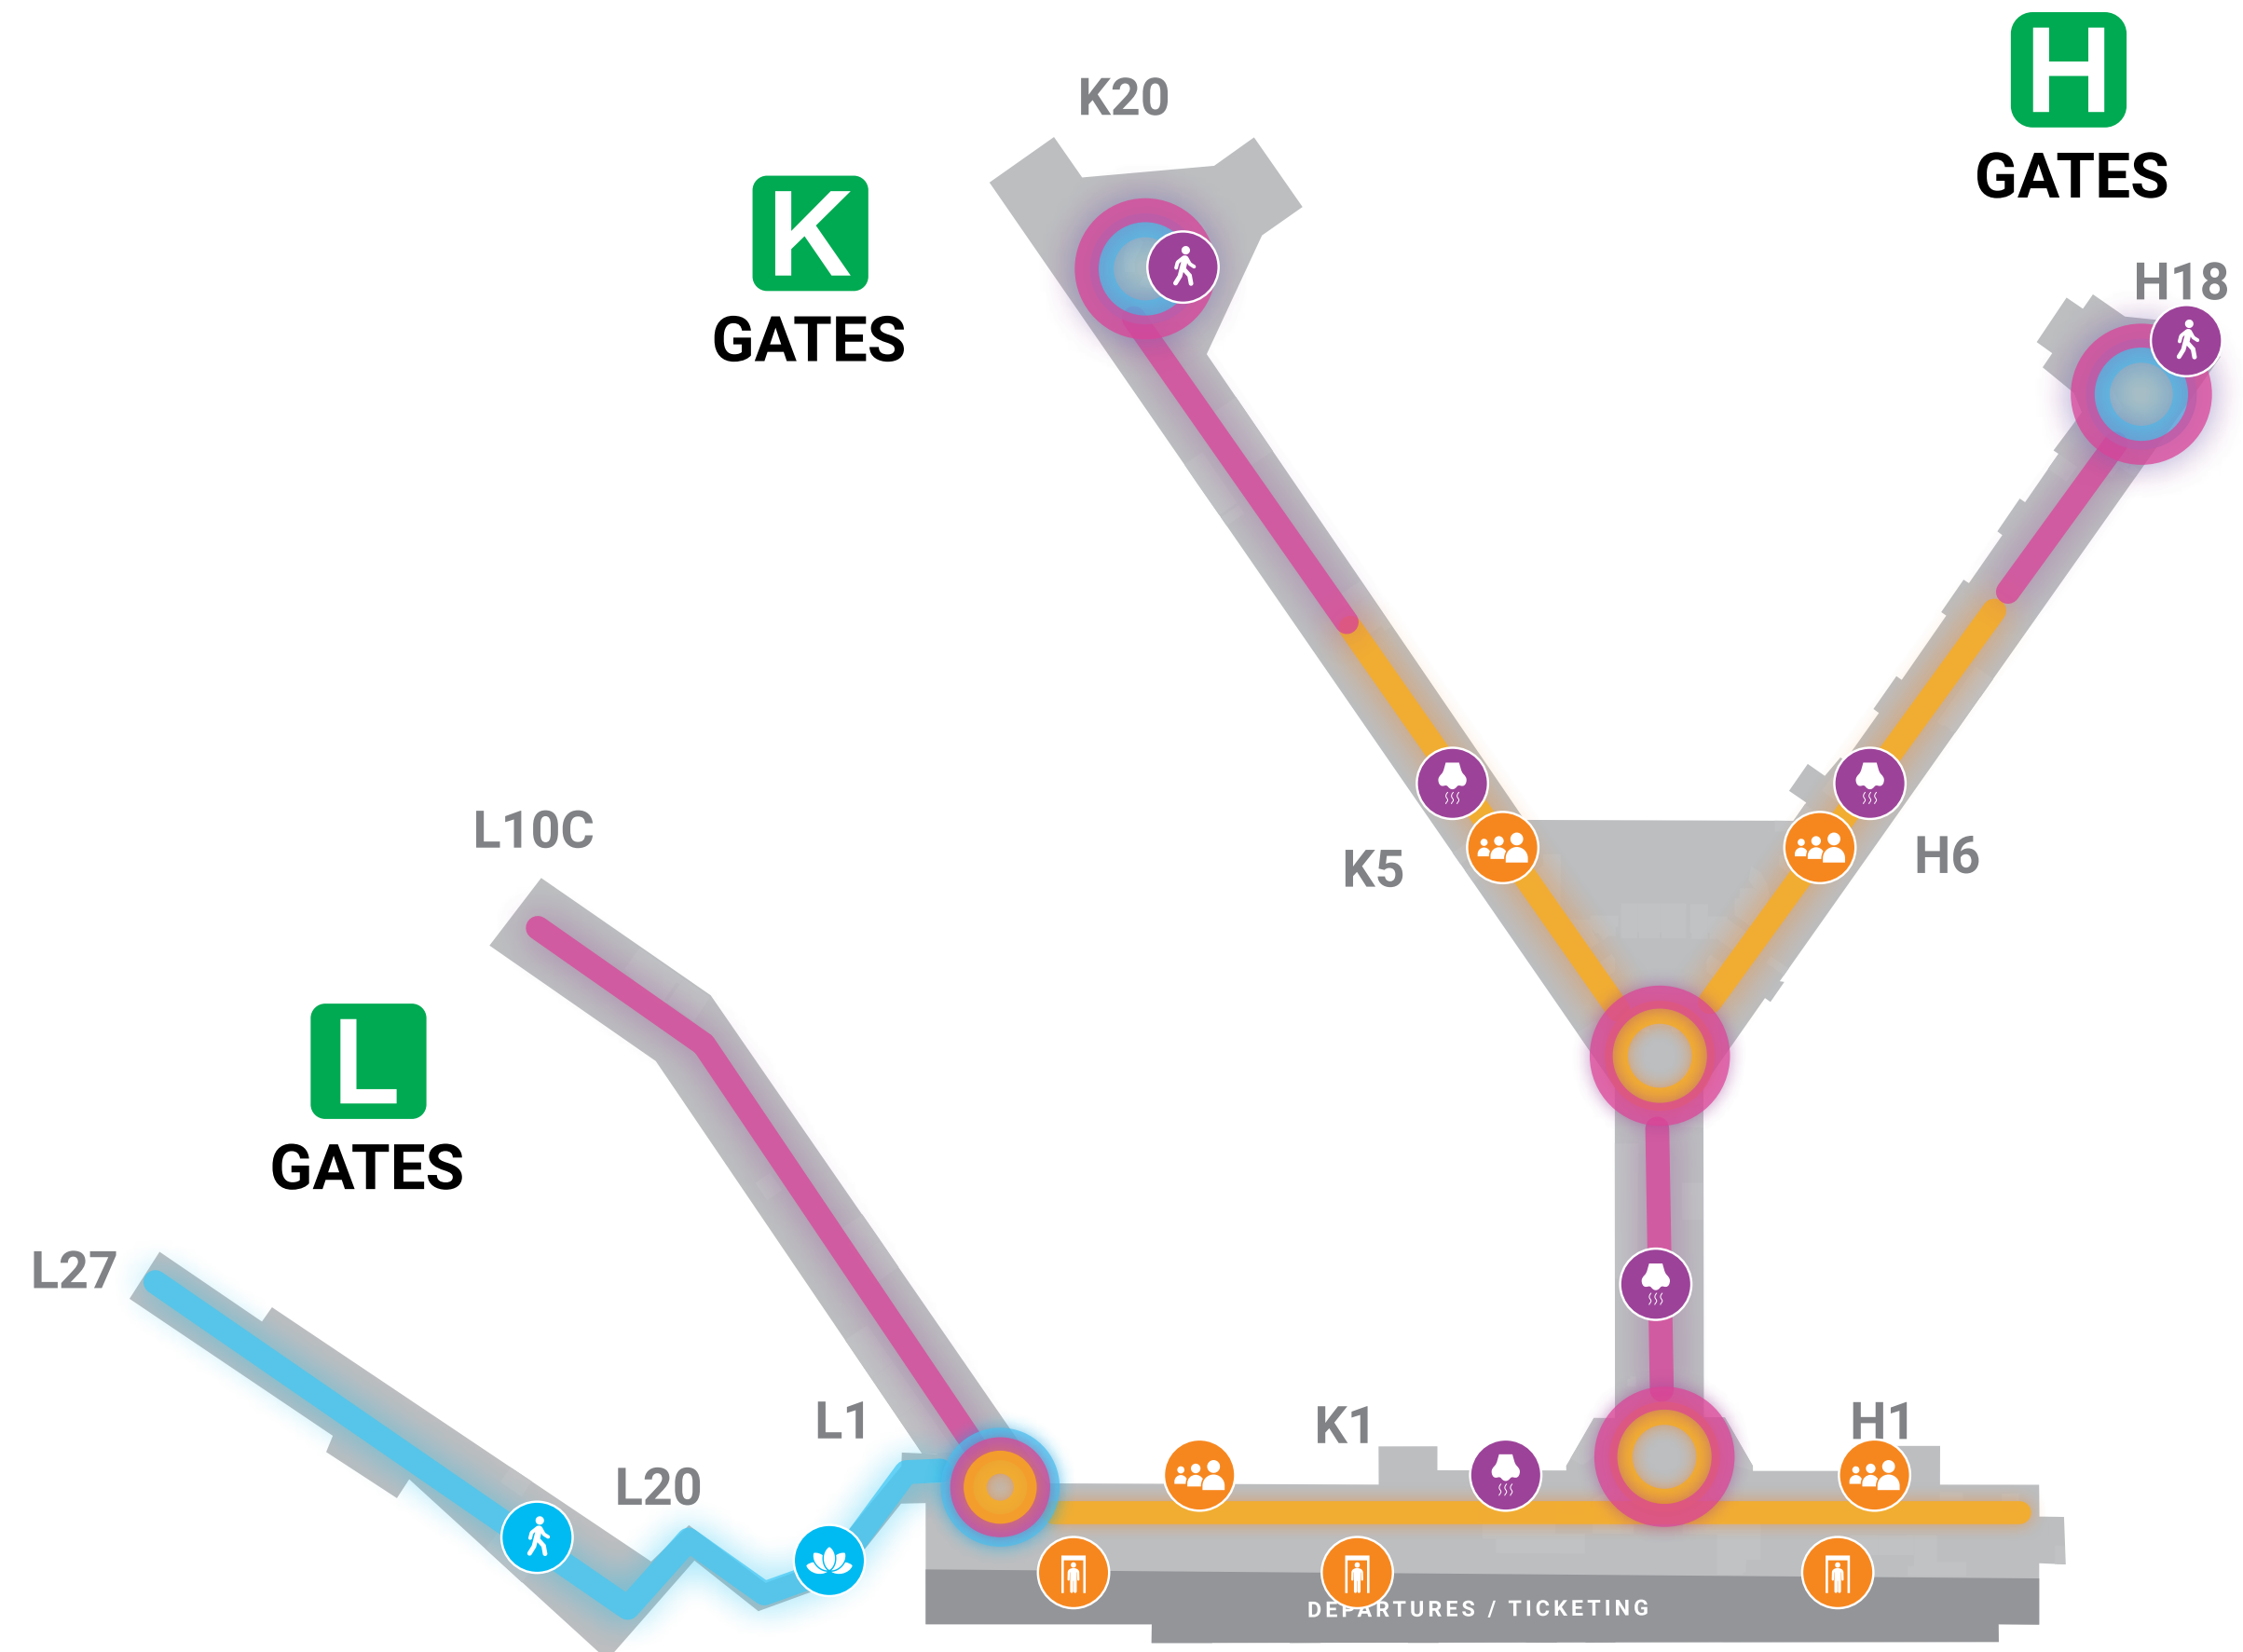 H
GATES
K20
K
GATES
H18
L10C
K5
H6
L
GATES
L27
L1
K1
H1
L20
DEPARTURES / TICKETING